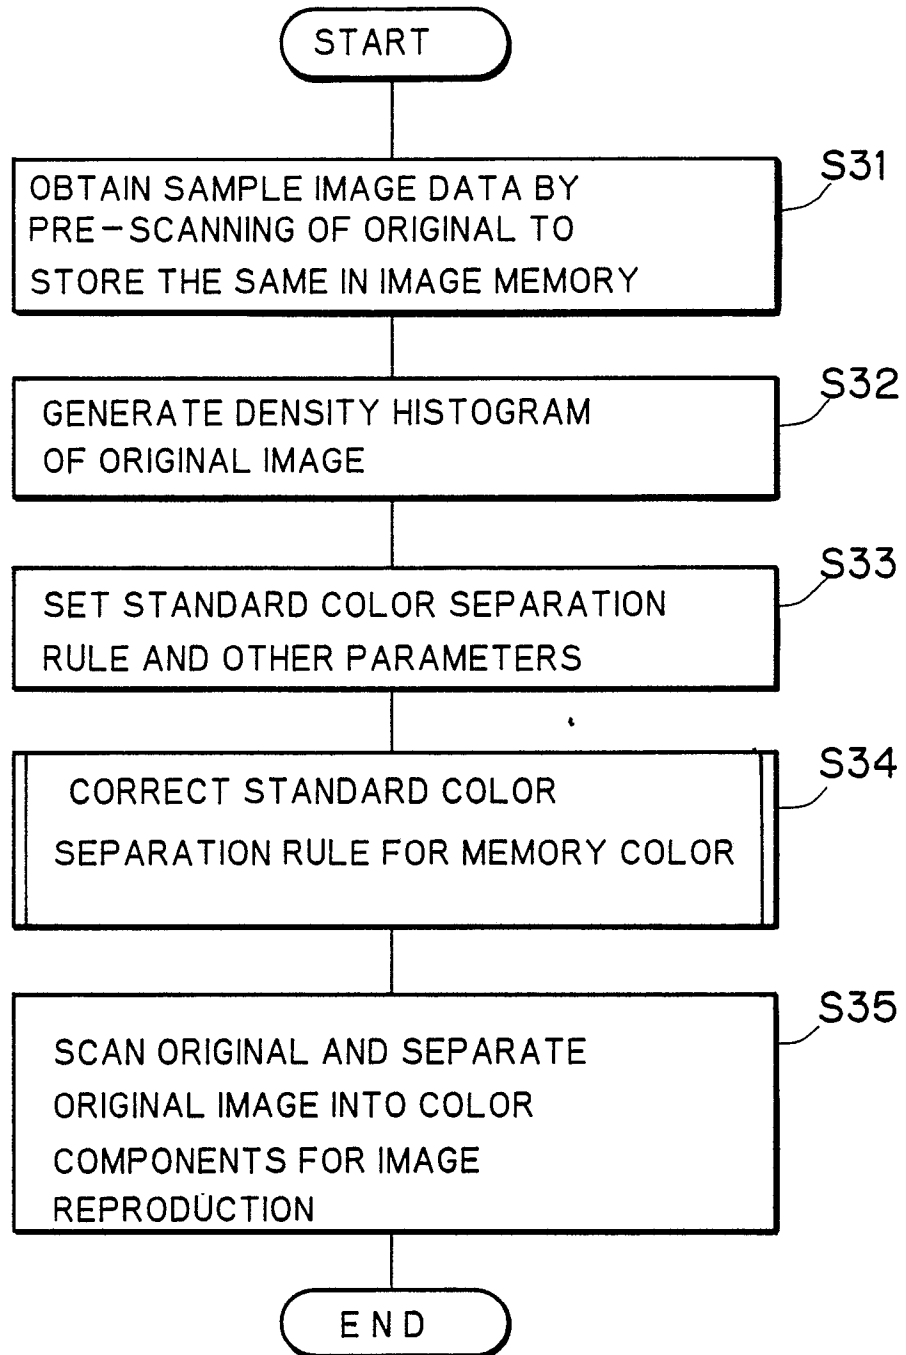 START
S31
OBTAIN SAMPLE IMAGE DATA BY
PRE-SCANNING OF ORIGINAL TO
STORE THE SAME IN IMAGE MEMORY
S32
GENERATE DENSITY HISTOGRAM
OF ORIGINAL IMAGE
S33
SET STANDARD COLOR SEPARATION
RULE AND OTHER PARAMETERS
S34
CORRECT STANDARD COLOR
SEPARATION RULE FOR MEMORY COLOR
S35
SCAN ORIGINAL AND SEPARATE
ORIGINAL IMAGE INTO COLOR
COMPONENTS FOR IMAGE
REPRODUCTION
END